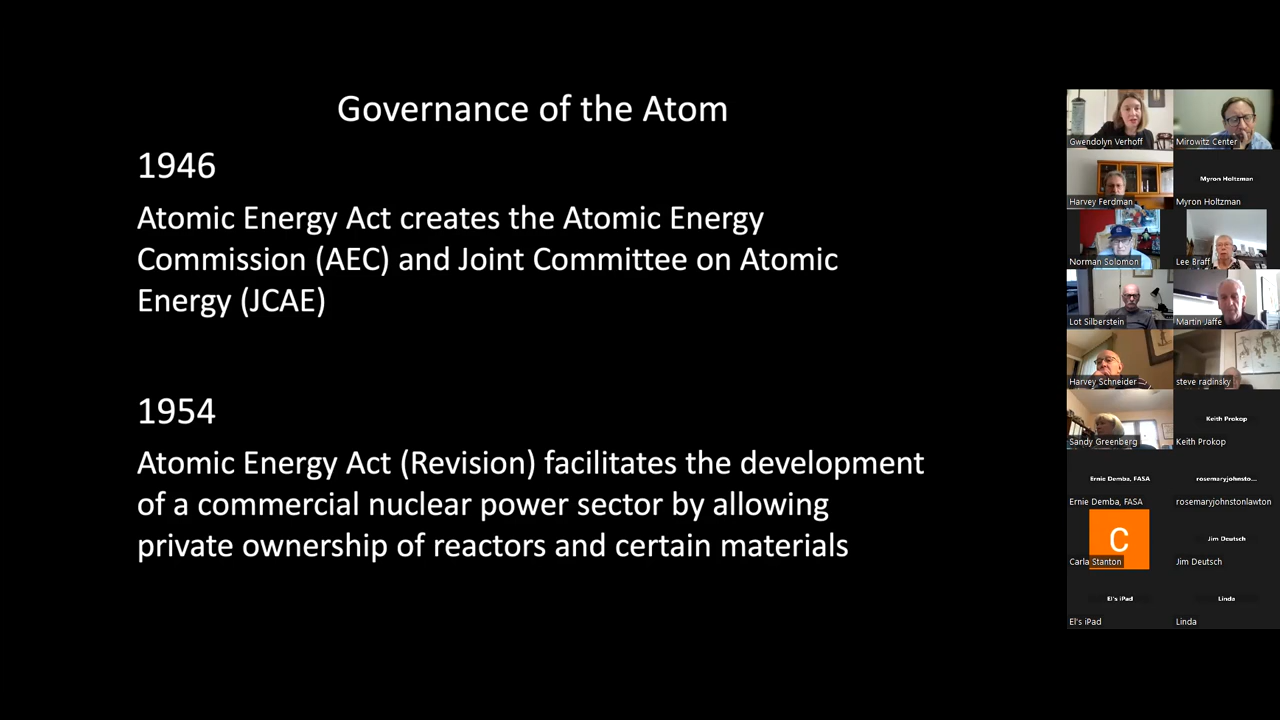 Governance of the Atom
1946
Atomic Energy Act creates the Atomic Energy
Commission (AEC) and Joint Committee on Atomic
Energy (JCAE)
1954
Atomic Energy Act (Revision) facilitates the development
of a commercial nuclear power sector by allowing
private ownership of reactors and certain materials
Gwendolyn Verhoff
Mirowitz Center
Harvey Ferdman
Myron Holtzman
Myron Holtzman
Norman Solomon
Lee Braff
Lot Silberstein
Martin Jaffe
Harvey Schneider
steve radinsky
Sandy Greenberg
Keith Prokop
Keith Prokop
Ernie Demba, FASA
Ernie Demba, FASA
rosemaryjohnsto...
rosemaryjohnstonlawton
C
Carla Stanton
Jim Deutsch
Jim Deutsch
El's iPad
El's iPad
Linda
Linda